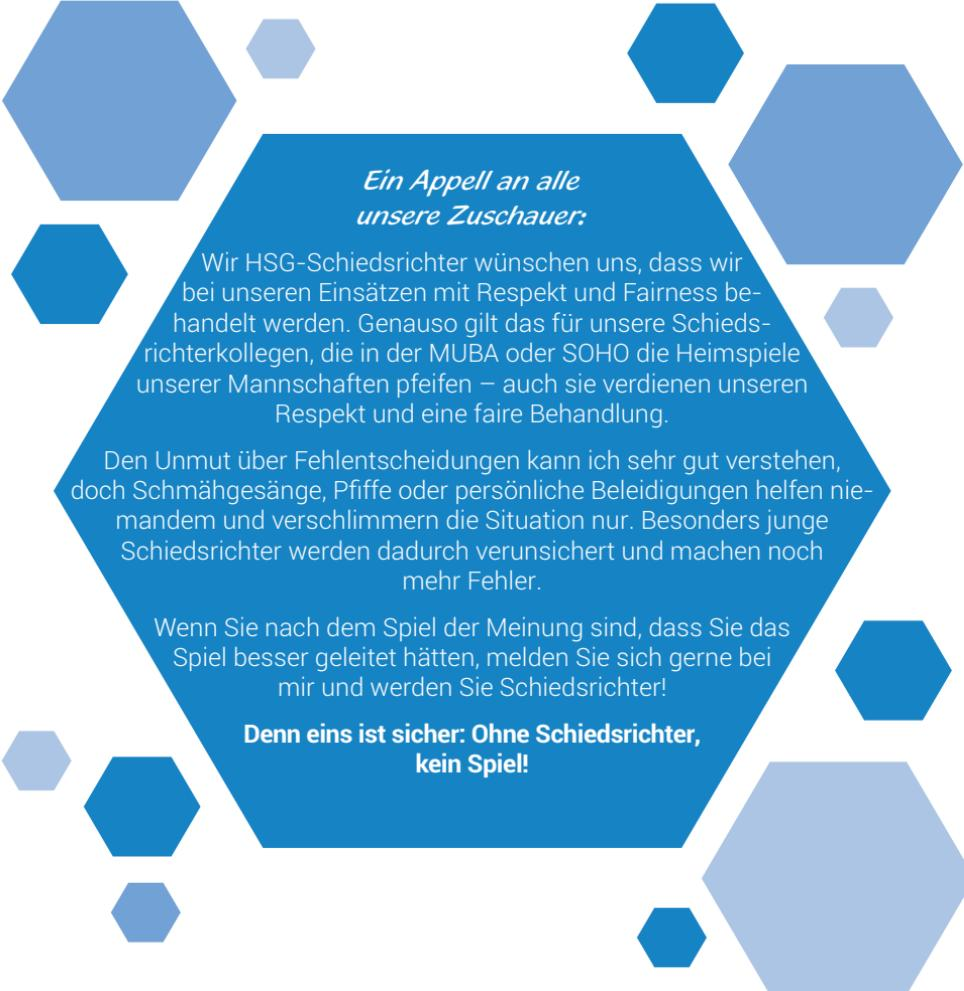 Ein Appell an alle
unsere Zuschauer:
Wir HSG-Schiedsrichter wünschen uns, dass wir
bei unseren Einsätzen mit Respekt und Fairness be-
handelt werden. Genauso gilt das für unsere Schieds-
richterkollegen, die in der MUBA oder SOHO die Heimspiele
unserer Mannschaften pfeifen – auch sie verdienen unseren
Respekt und eine faire Behandlung.
Den Unmut über Fehlentscheidungen kann ich sehr gut verstehen,
doch Schmähgesänge, Pfiffe oder persönliche Beleidigungen helfen nie-
mandem und verschlimmern die Situation nur. Besonders junge
Schiedsrichter werden dadurch verunsichert und machen noch
mehr Fehler.
Wenn Sie nach dem Spiel der Meinung sind, dass Sie das
Spiel besser geleitet hätten, melden Sie sich gerne bei
mir und werden Sie Schiedsrichter!
Denn eins ist sicher: Ohne Schiedsrichter,
kein Spiel!